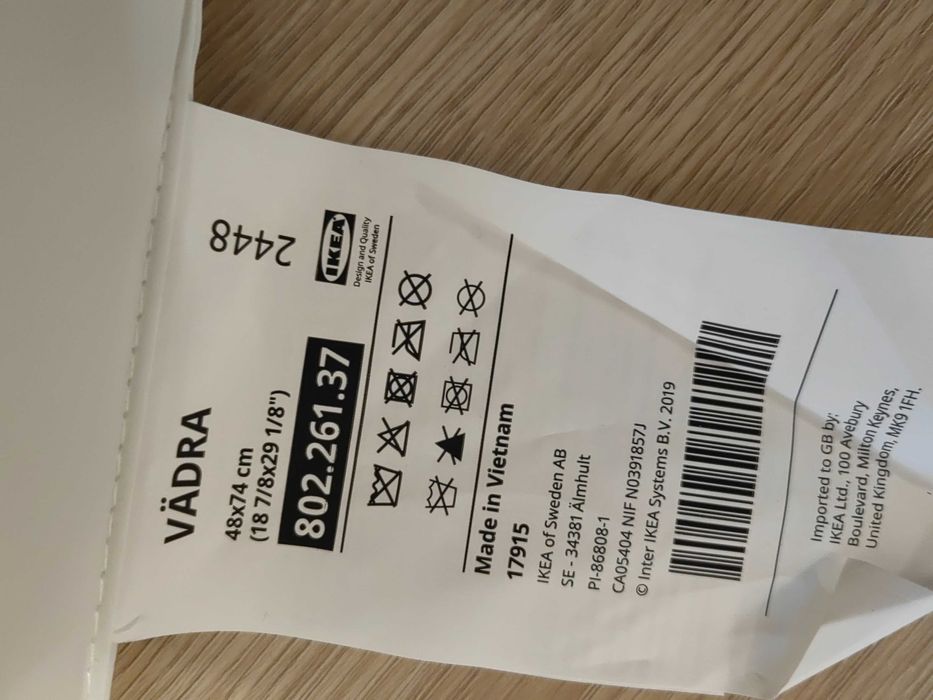 VÄDRA
48x74 cm
(18 7/8x29 1/8")
802.261.37
2448
IKEA
Design and Quality
IKEA of Sweden
Made in Vietnam
17915
IKEA of Sweden AB
SE - 34381 Älmhult
PI-86808-1
CA05404 NIF N0391857J
© Inter IKEA Systems B.V. 2019
Imported to GB by:
IKEA Ltd., 100 Avebury
Boulevard, Milton Keynes,
United Kingdom, MK9 1FH.